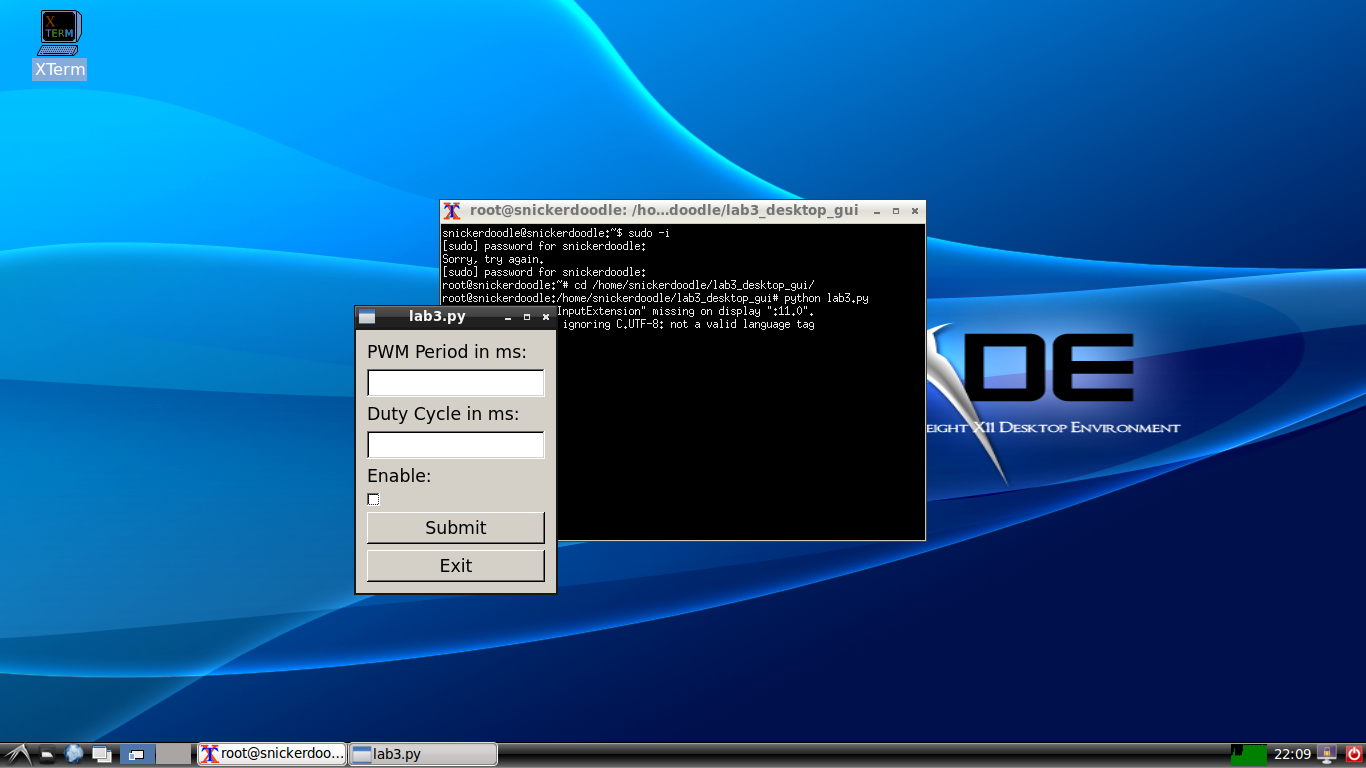 X
TERM
XTerm
root@snickerdoodle: /ho...doodle/lab3_desktop_gui
snickerdoodle@snickerdoodle:~$ sudo -i
[sudo] password for snickerdoodle:
Sorry, try again.
[sudo] password for snickerdoodle:
root@snickerdoodle:~# cd /home/snickerdoodle/lab3_desktop_gui/
root@snickerdoodle:/home/snickerdoodle/lab3_desktop_gui# python lab3.py
InputExtension" missing on display ":11.0".
ignoring C.UTF-8: not a valid language tag
lab3.py
PWM Period in ms:
Duty Cycle in ms:
Enable:
Submit
Exit
DE
EIGHT X11 DESKTOP ENVIRONMENT
root@snickerdoo...
lab3.py
22:09